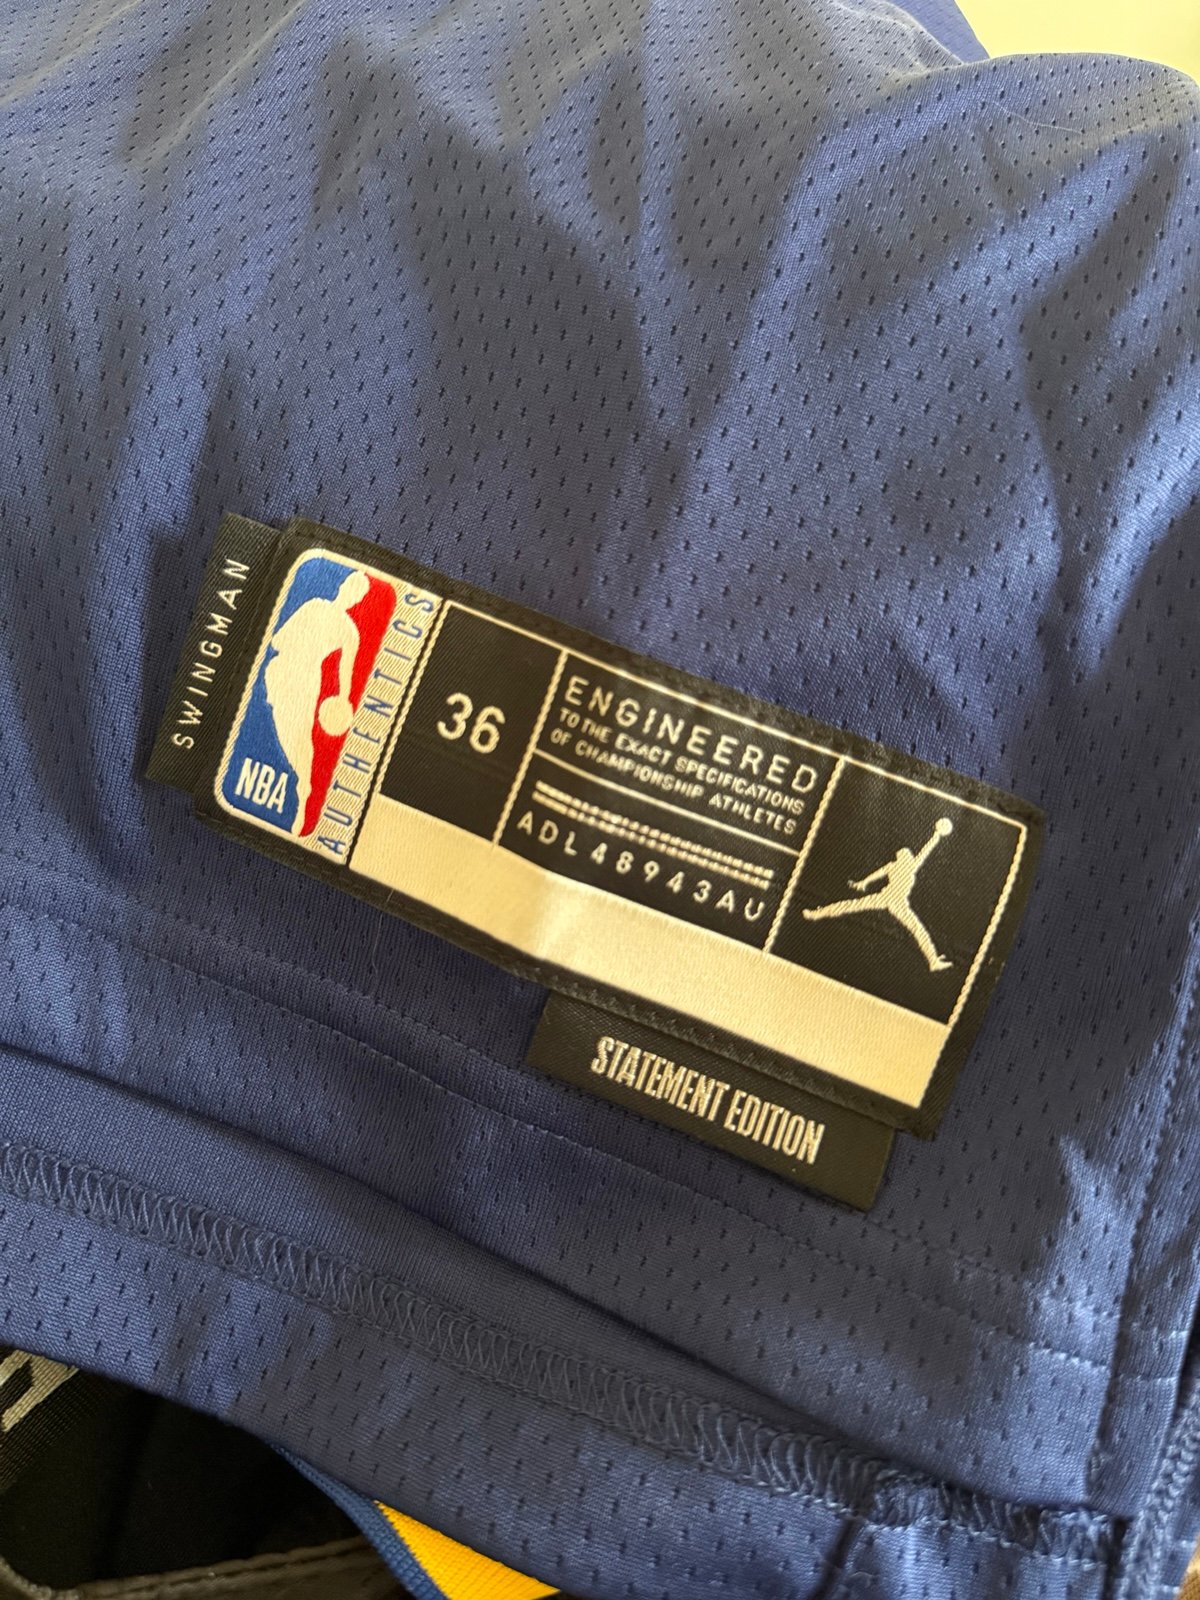 SWINGMAN
NBA
AUTHENTICS
36
ENGINEERED
TO THE EXACT SPECIFICATIONS
OF CHAMPIONSHIP ATHLETES
ADL48943AU
STATEMENT EDITION